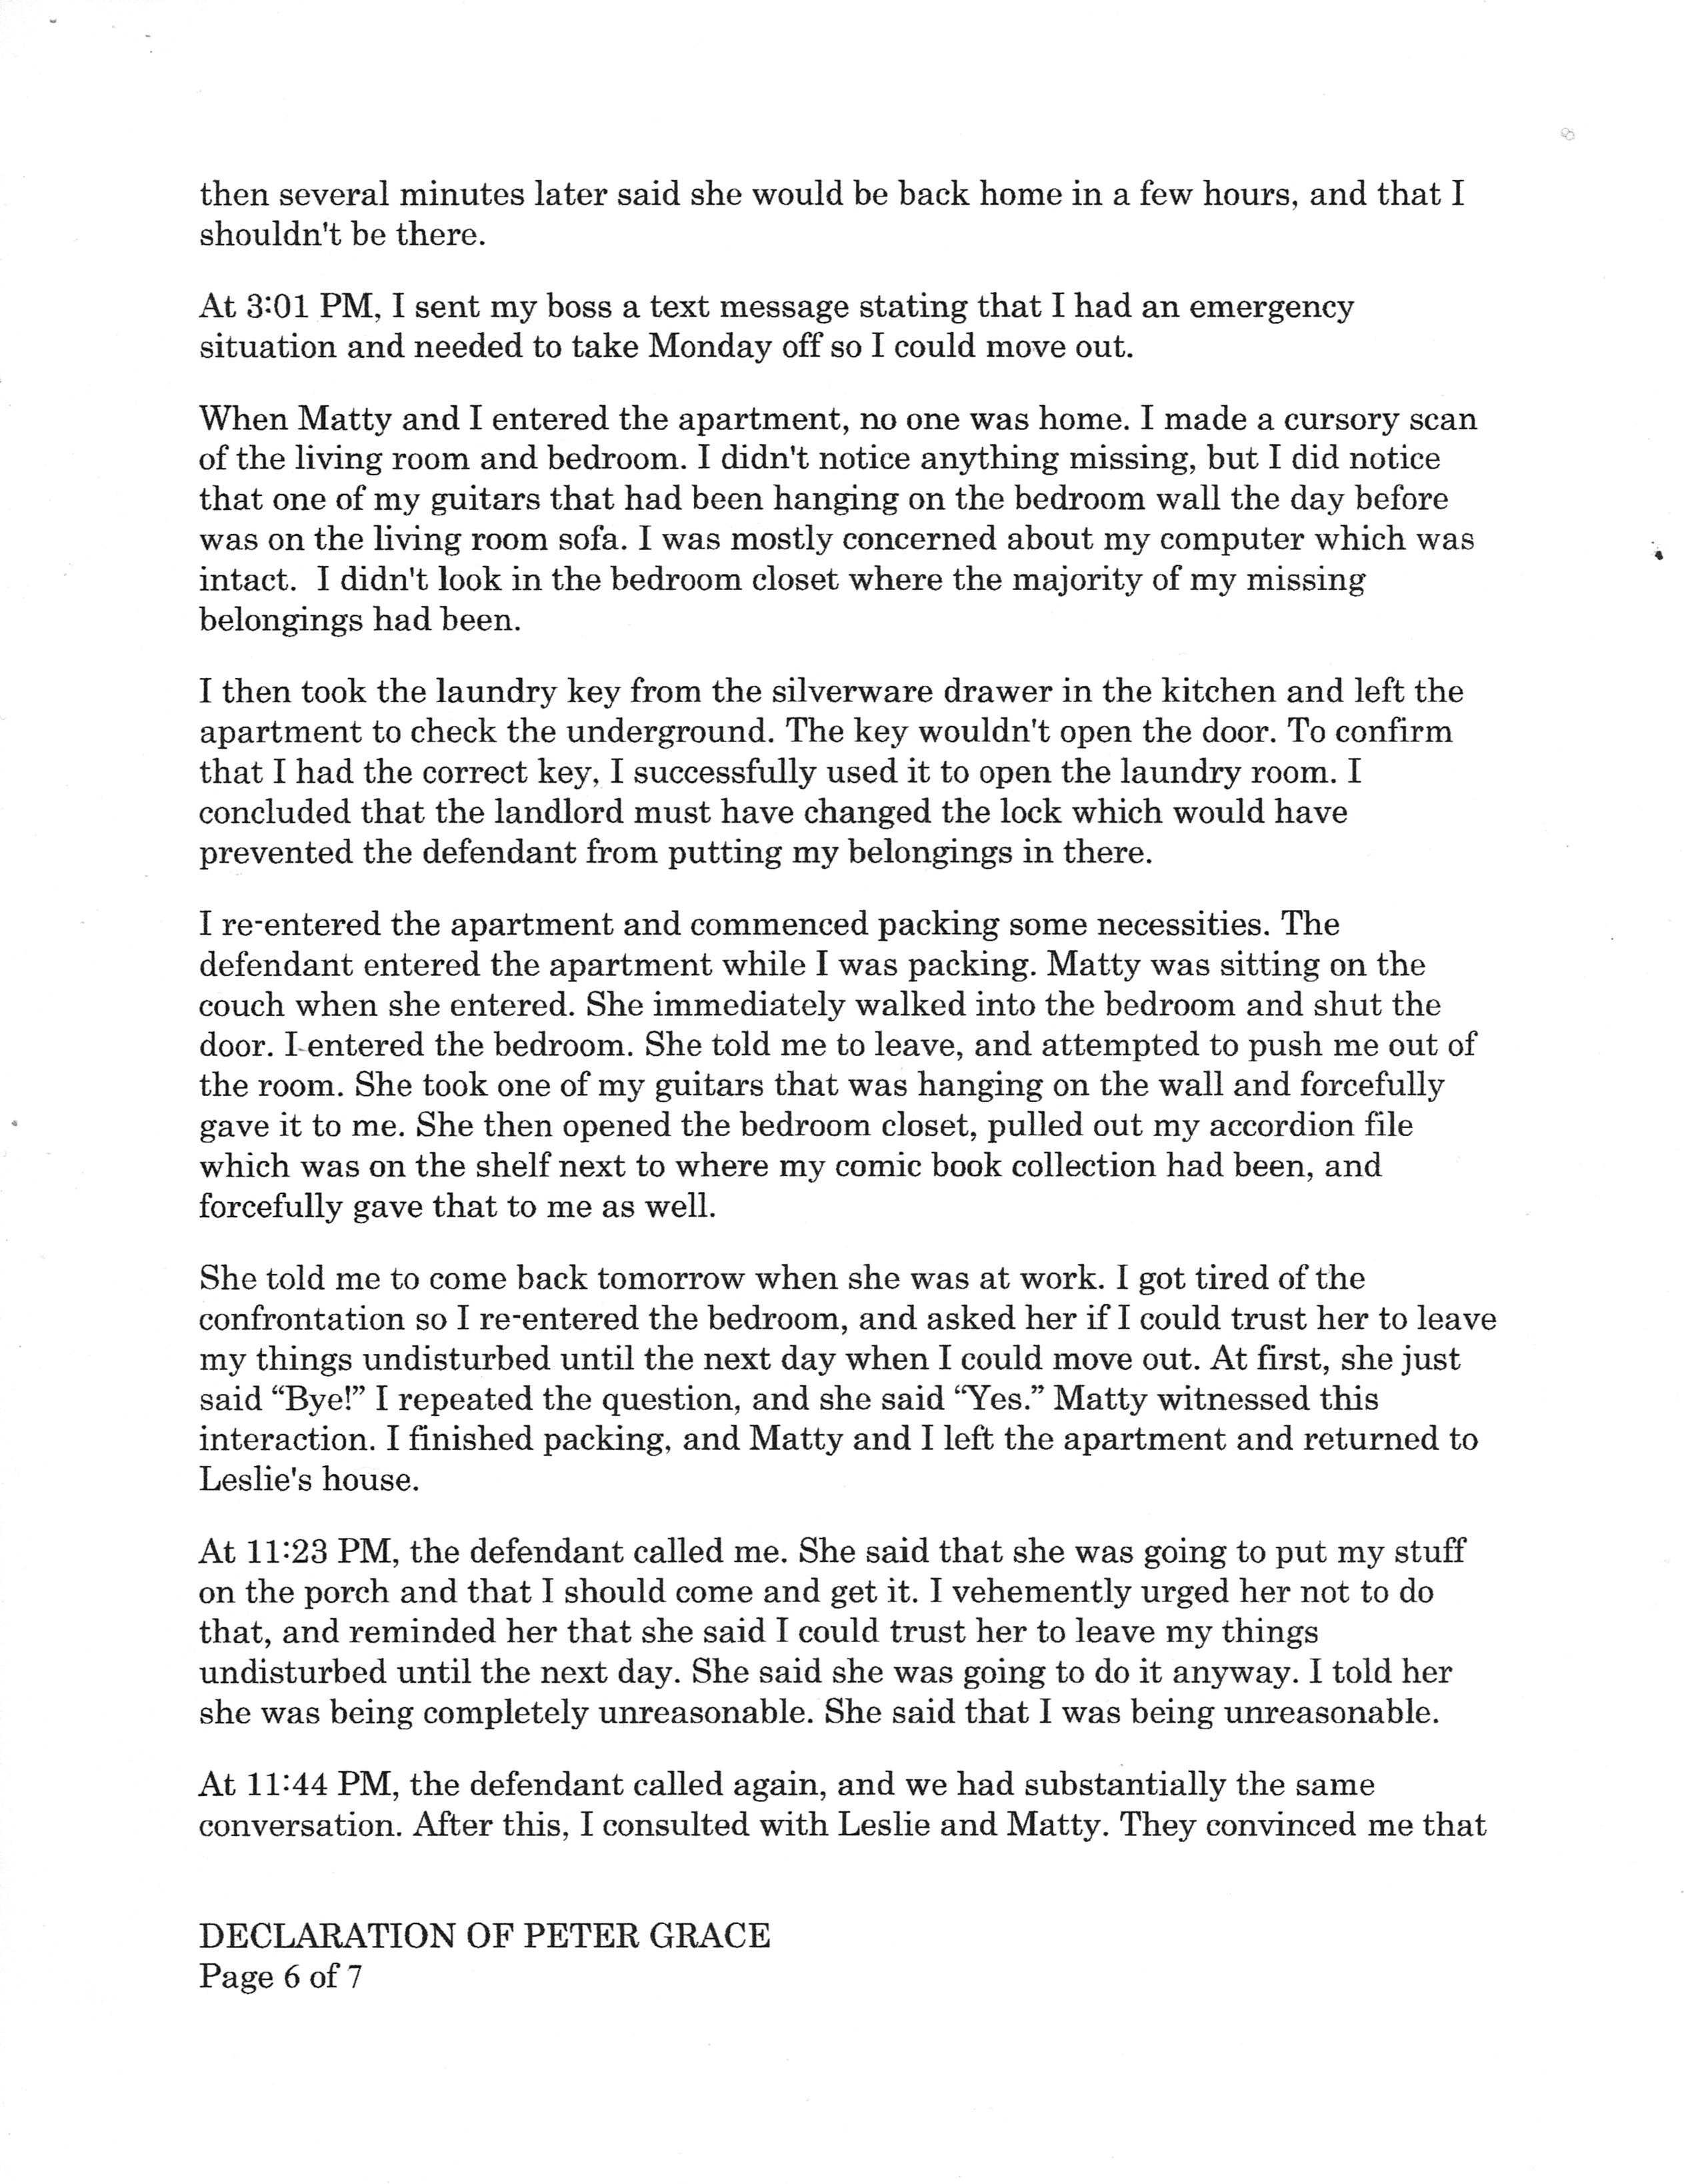 then several minutes later said she would be back home in a few hours, and that I
shouldn't be there.
At 3:01 PM, I sent my boss a text message stating that I had an emergency
situation and needed to take Monday off so I could move out.
When Matty and I entered the apartment, no one was home. I made a cursory scan
of the living room and bedroom. I didn't notice anything missing, but I did notice
that one of my guitars that had been hanging on the bedroom wall the day before
was on the living room sofa. I was mostly concerned about my computer which was
intact.  I didn't look in the bedroom closet where the majority of my missing
belongings had been.
I then took the laundry key from the silverware drawer in the kitchen and left the
apartment to check the underground. The key wouldn't open the door. To confirm
that I had the correct key, I successfully used it to open the laundry room. I
concluded that the landlord must have changed the lock which would have
prevented the defendant from putting my belongings in there.
I re-entered the apartment and commenced packing some necessities. The
defendant entered the apartment while I was packing. Matty was sitting on the
couch when she entered. She immediately walked into the bedroom and shut the
door. I entered the bedroom. She told me to leave, and attempted to push me out of
the room. She took one of my guitars that was hanging on the wall and forcefully
gave it to me. She then opened the bedroom closet, pulled out my accordion file
which was on the shelf next to where my comic book collection had been, and
forcefully gave that to me as well.
She told me to come back tomorrow when she was at work. I got tired of the
confrontation so I re-entered the bedroom, and asked her if I could trust her to leave
my things undisturbed until the next day when I could move out. At first, she just
said “Bye!” I repeated the question, and she said “Yes.” Matty witnessed this
interaction. I finished packing, and Matty and I left the apartment and returned to
Leslie's house.
At 11:23 PM, the defendant called me. She said that she was going to put my stuff
on the porch and that I should come and get it. I vehemently urged her not to do
that, and reminded her that she said I could trust her to leave my things
undisturbed until the next day. She said she was going to do it anyway. I told her
she was being completely unreasonable. She said that I was being unreasonable.
At 11:44 PM, the defendant called again, and we had substantially the same
conversation. After this, I consulted with Leslie and Matty. They convinced me that
DECLARATION OF PETER GRACE
Page 6 of 7